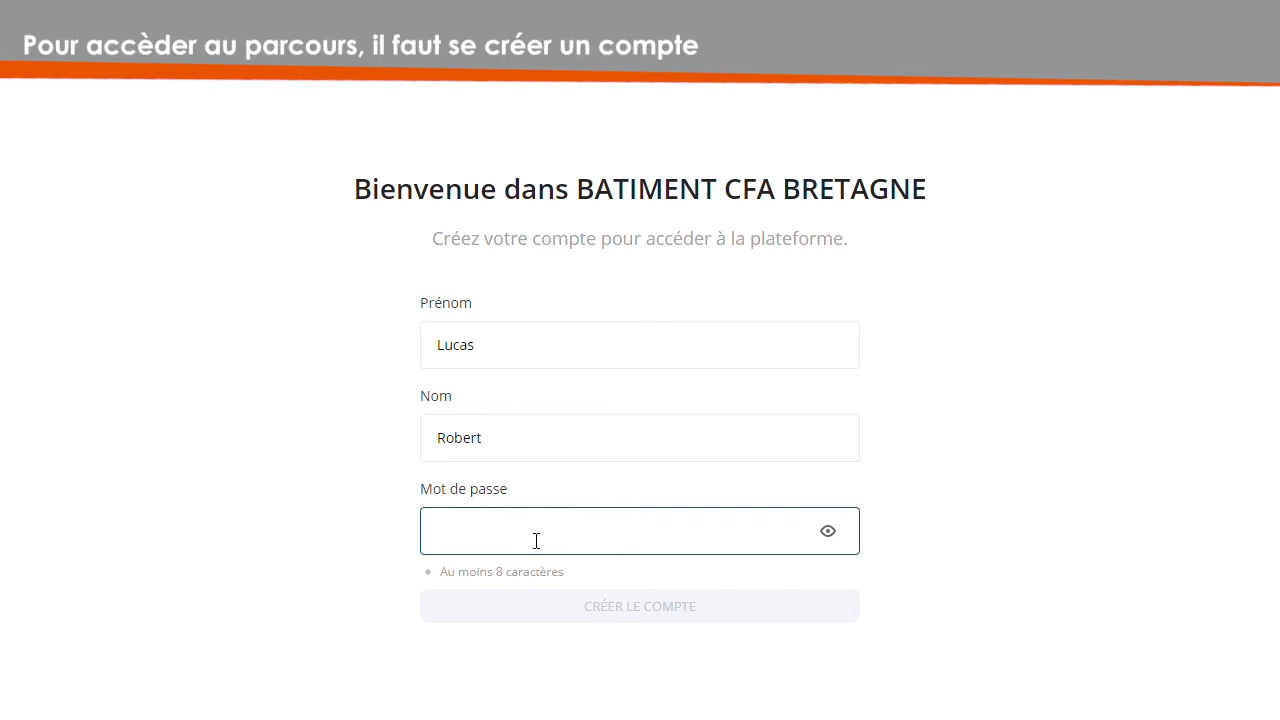 Pour accèder au parcours, il faut se créer un compte
Bienvenue dans BATIMENT CFA BRETAGNE
Créez votre compte pour accéder à la plateforme.
Prénom
Lucas
Nom
Robert
Mot de passe
Au moins 8 caractères
CRÉER LE COMPTE